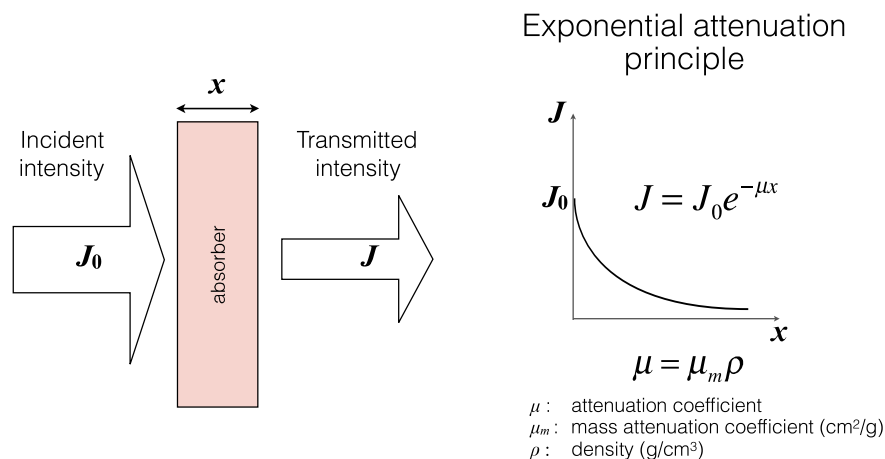 Exponential attenuation
principle
x
Incident
intensity
Transmitted
intensity
J₀
absorber
J
J
J₀
J = J₀e^{−μx}
x
μ = μₘρ
μ : attenuation coefficient
μₘ : mass attenuation coefficient (cm²/g)
ρ : density (g/cm³)